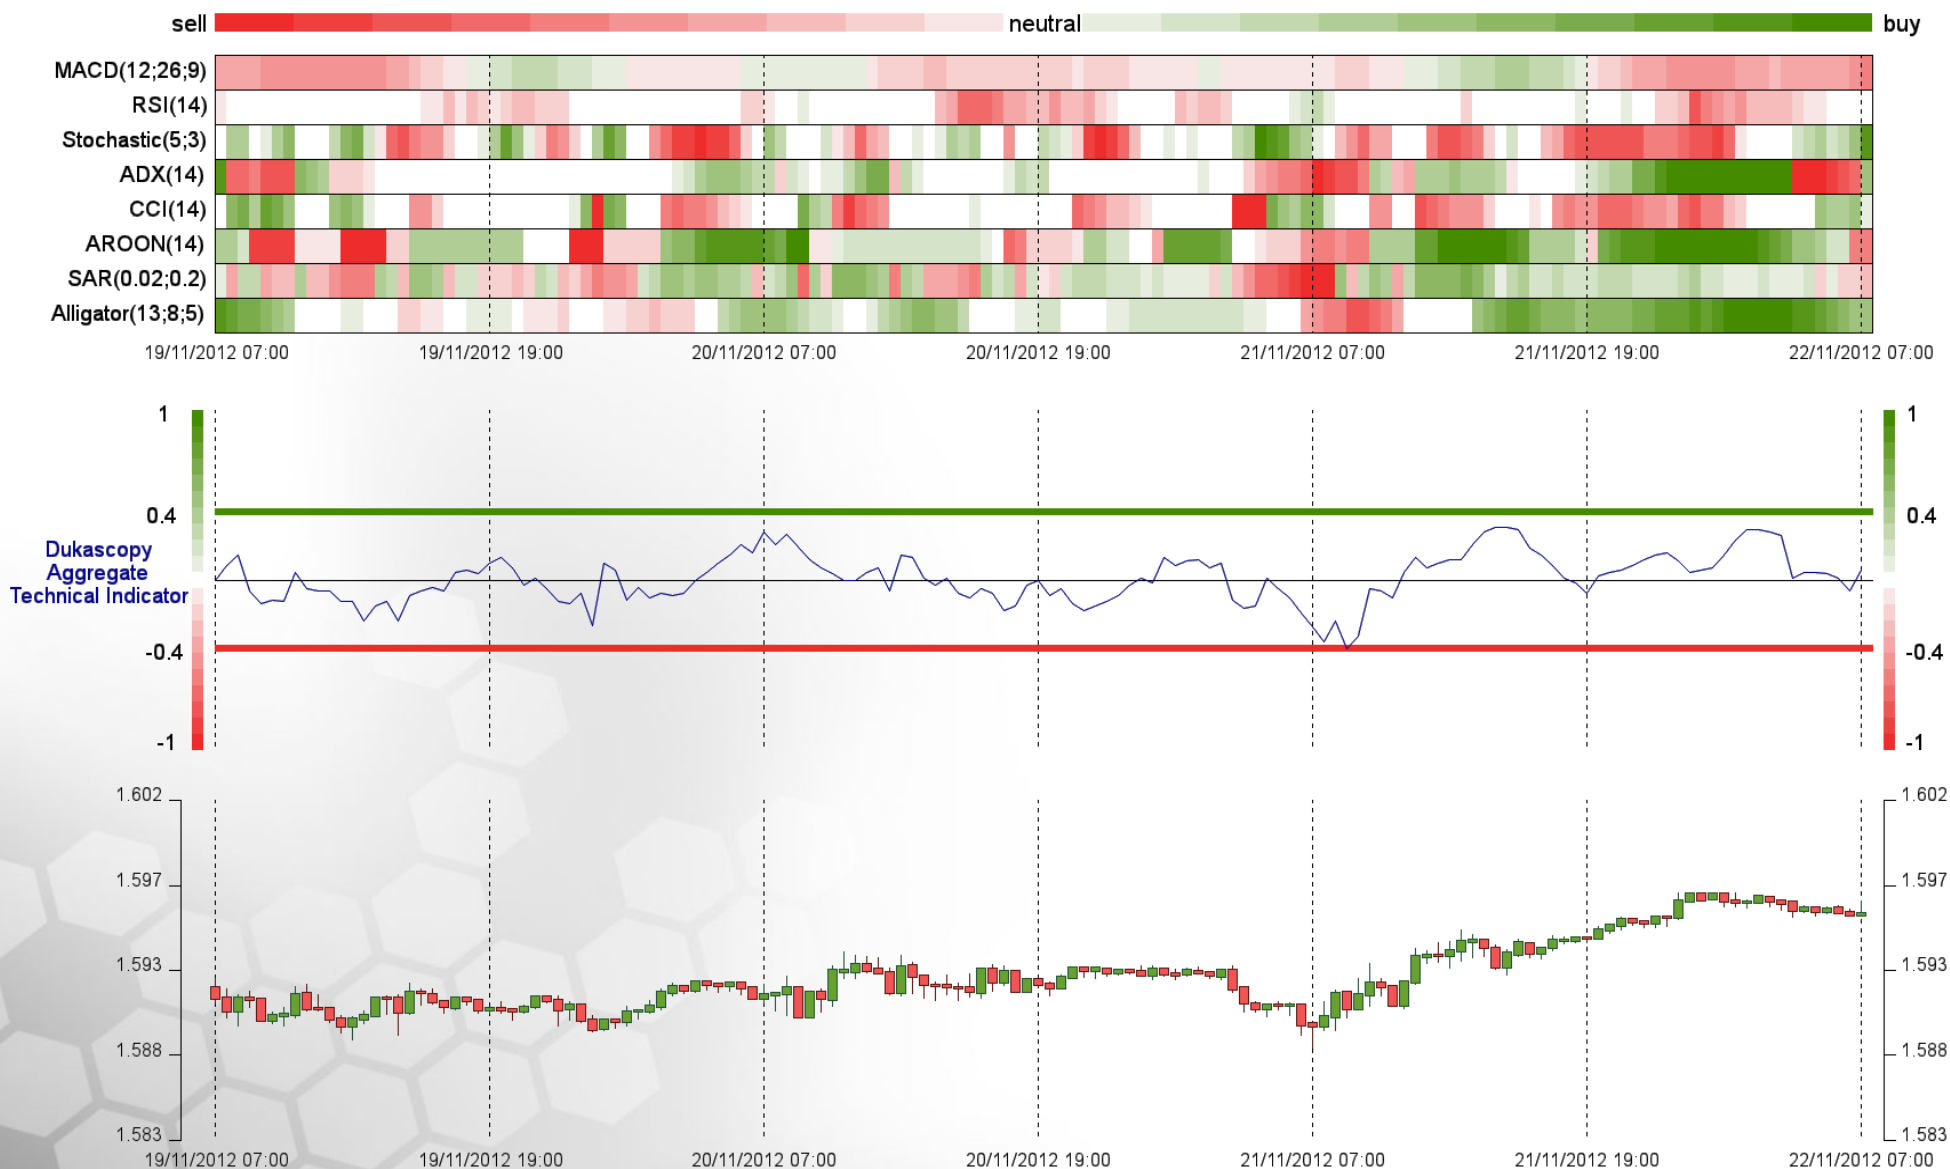 sell neutral buy
MACD(12;26;9)
RSI(14)
Stochastic(5;3)
ADX(14)
CCI(14)
AROON(14)
SAR(0.02;0.2)
Alligator(13;8;5)
19/11/2012 07:00 19/11/2012 19:00 20/11/2012 07:00 20/11/2012 19:00 21/11/2012 07:00 21/11/2012 19:00 22/11/2012 07:00
1 1
0.4 0.4
Dukascopy
Aggregate
Technical Indicator
-0.4 -0.4
-1 -1
1.602 1.602
1.597 1.597
1.593 1.593
1.588 1.588
1.583 1.583
19/11/2012 07:00 19/11/2012 19:00 20/11/2012 07:00 20/11/2012 19:00 21/11/2012 07:00 21/11/2012 19:00 22/11/2012 07:00